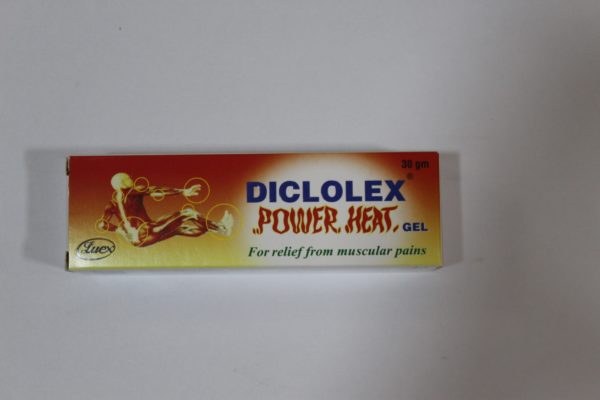 30 gm
DICLOLEX®
POWER HEAT GEL
For relief from muscular pains
Luex